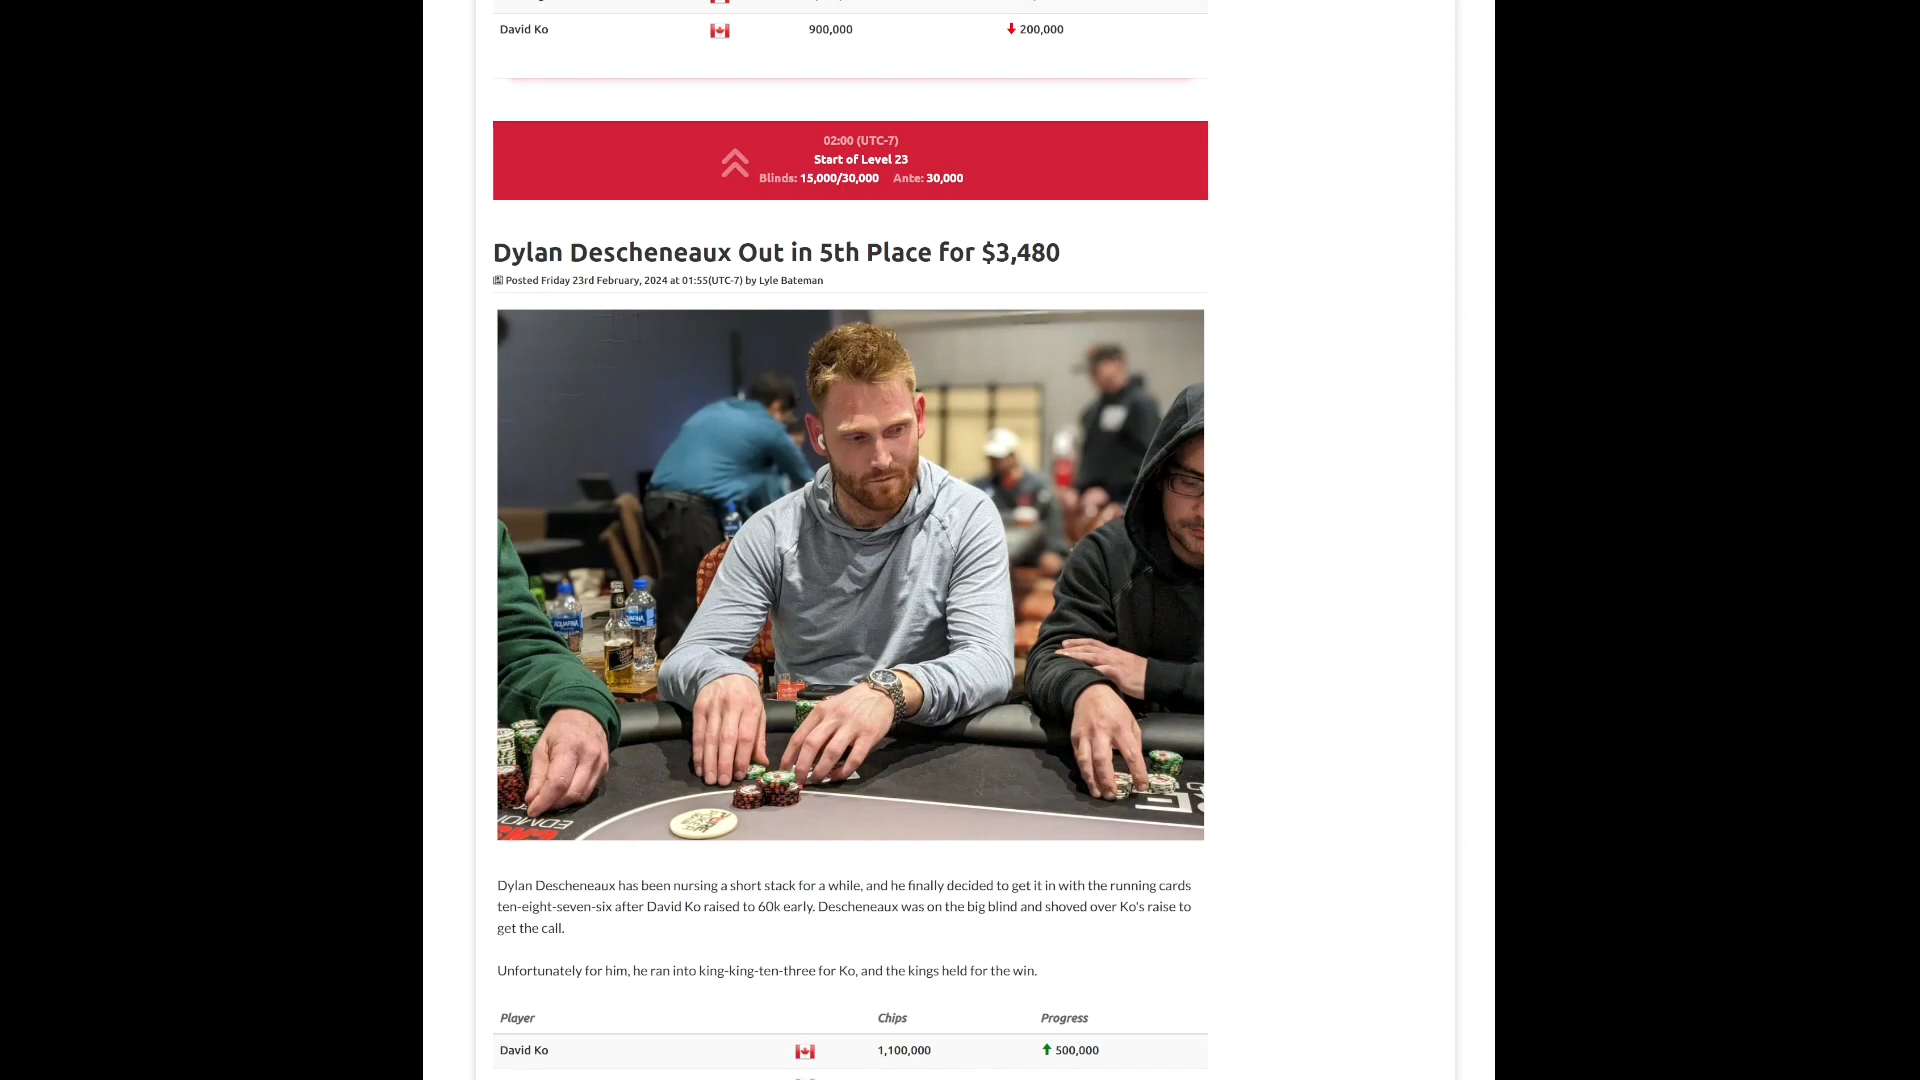 David Ko 900,000 200,000
02:00 (UTC-7)
Start of Level 23
Blinds: 15,000/30,000 Ante: 30,000
Dylan Descheneaux Out in 5th Place for $3,480
Posted Friday 23rd February, 2024 at 01:55(UTC-7) by Lyle Bateman
AQUAFINA
AQUAFINA
EDMO
Dylan Descheneaux has been nursing a short stack for a while, and he finally decided to get it in with the running cards
ten-eight-seven-six after David Ko raised to 60k early. Descheneaux was on the big blind and shoved over Ko's raise to
get the call.
Unfortunately for him, he ran into king-king-ten-three for Ko, and the kings held for the win.
Player Chips Progress
David Ko 1,100,000 500,000